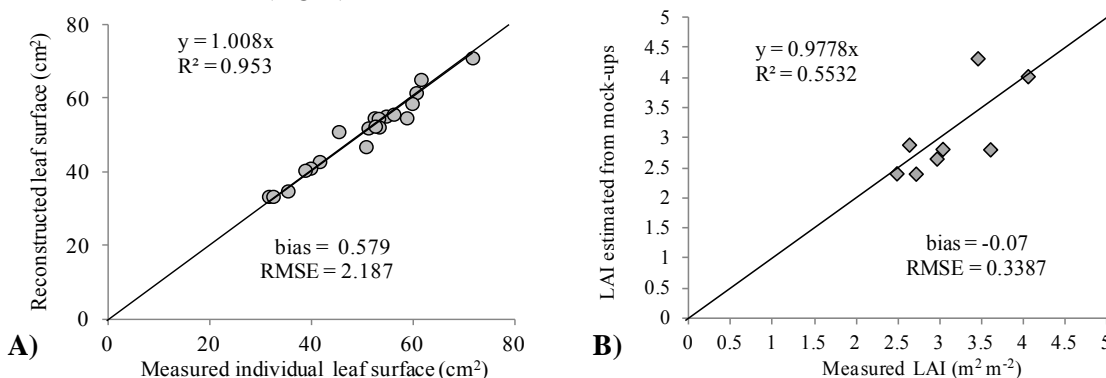 80
60
40
20
0
Reconstructed leaf surface (cm²)
y = 1.008x
R² = 0.953
bias = 0.579
RMSE = 2.187
0 20 40 60 80
A)
Measured individual leaf surface (cm²)
5
4.5
4
3.5
3
2.5
2
1.5
1
0.5
0
LAI estimated from mock-ups
y = 0.9778x
R² = 0.5532
bias = -0.07
RMSE = 0.3387
0 0.5 1 1.5 2 2.5 3 3.5 4 4.5 5
B)
Measured LAI (m² m⁻²)